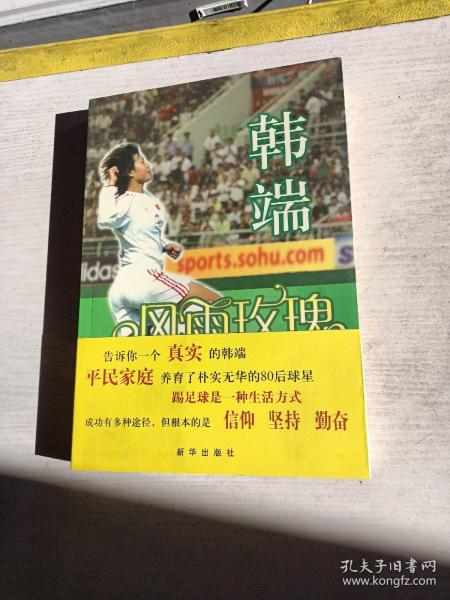 韩
端
adidas
sports.sohu.com
风雨玫瑰
告诉你一个 真实 的韩端
平民家庭 养育了朴实无华的80后球星
踢足球是一种生活方式
成功有多种途径，但根本的是 信仰 坚持 勤奋
新华出版社
孔夫子旧书网
www.kongfz.com